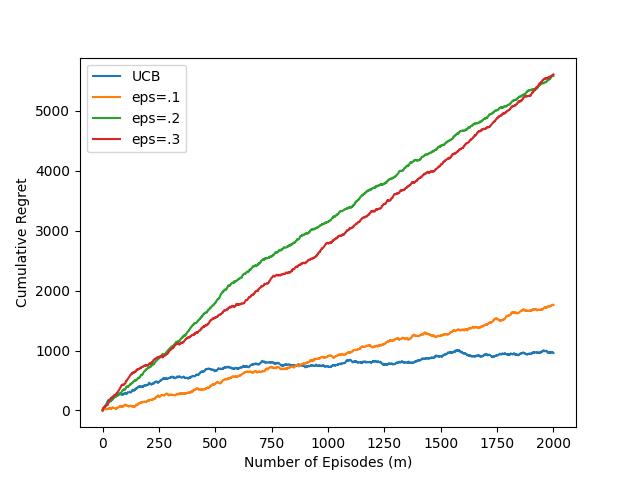 UCB
eps=.1
eps=.2
eps=.3
Cumulative Regret
5000
4000
3000
2000
1000
0
0 250 500 750 1000 1250 1500 1750 2000
Number of Episodes (m)